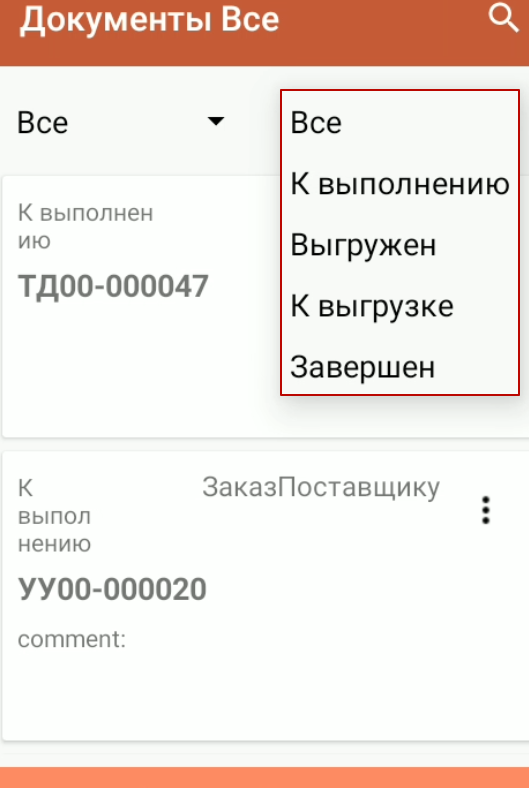 Документы Все
Все
Все
К выполнению
Выгружен
К выгрузке
Завершен
К выполнен
ию
ТД00-000047
К
выпол
нению
ЗаказПоставщику
УУ00-000020
comment: